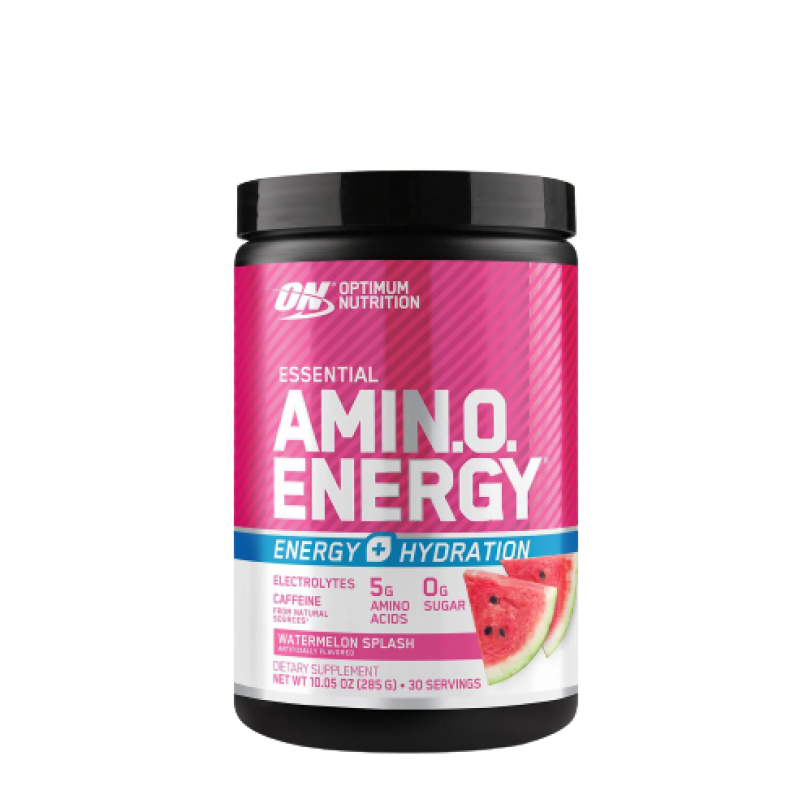 ON® OPTIMUM
NUTRITION
ESSENTIAL
AMIN.O.
ENERGY®
ENERGY + HYDRATION
ELECTROLYTES
CAFFEINE
FROM NATURAL
SOURCES*
5G
AMINO
ACIDS
0G
SUGAR
WATERMELON SPLASH
ARTIFICIALLY FLAVORED
DIETARY SUPPLEMENT
NET WT 10.05 OZ (285 G) • 30 SERVINGS